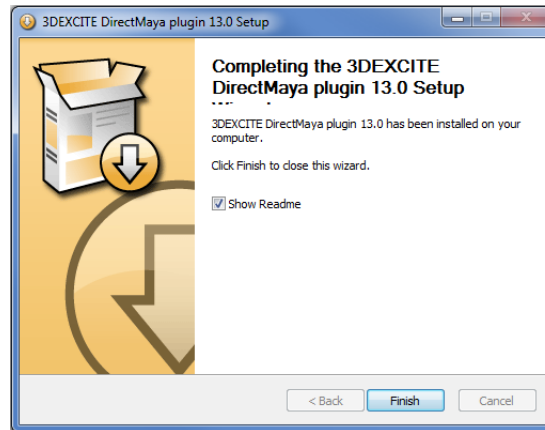 3DEXCITE DirectMaya plugin 13.0 Setup
Completing the 3DEXCITE
DirectMaya plugin 13.0 Setup
3DEXCITE DirectMaya plugin 13.0 has been installed on your
computer.
Click Finish to close this wizard.
Show Readme
< Back
Finish
Cancel